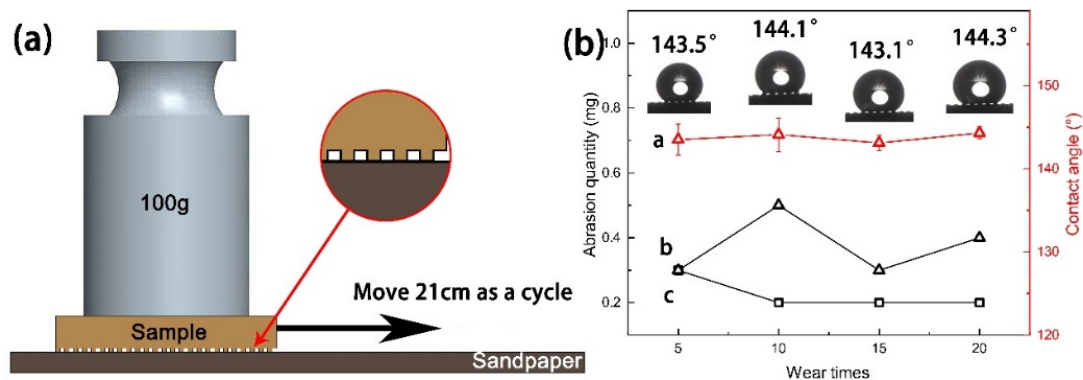 (a)
100g
Move 21cm as a cycle
Sample
Sandpaper
(b)
143.5°
144.1°
143.1°
144.3°
a
b
c
Abrasion quantity (mg)
1.0
0.8
0.6
0.4
0.2
5
10
15
20
Wear times
150
140
130
120
Contact angle (°)